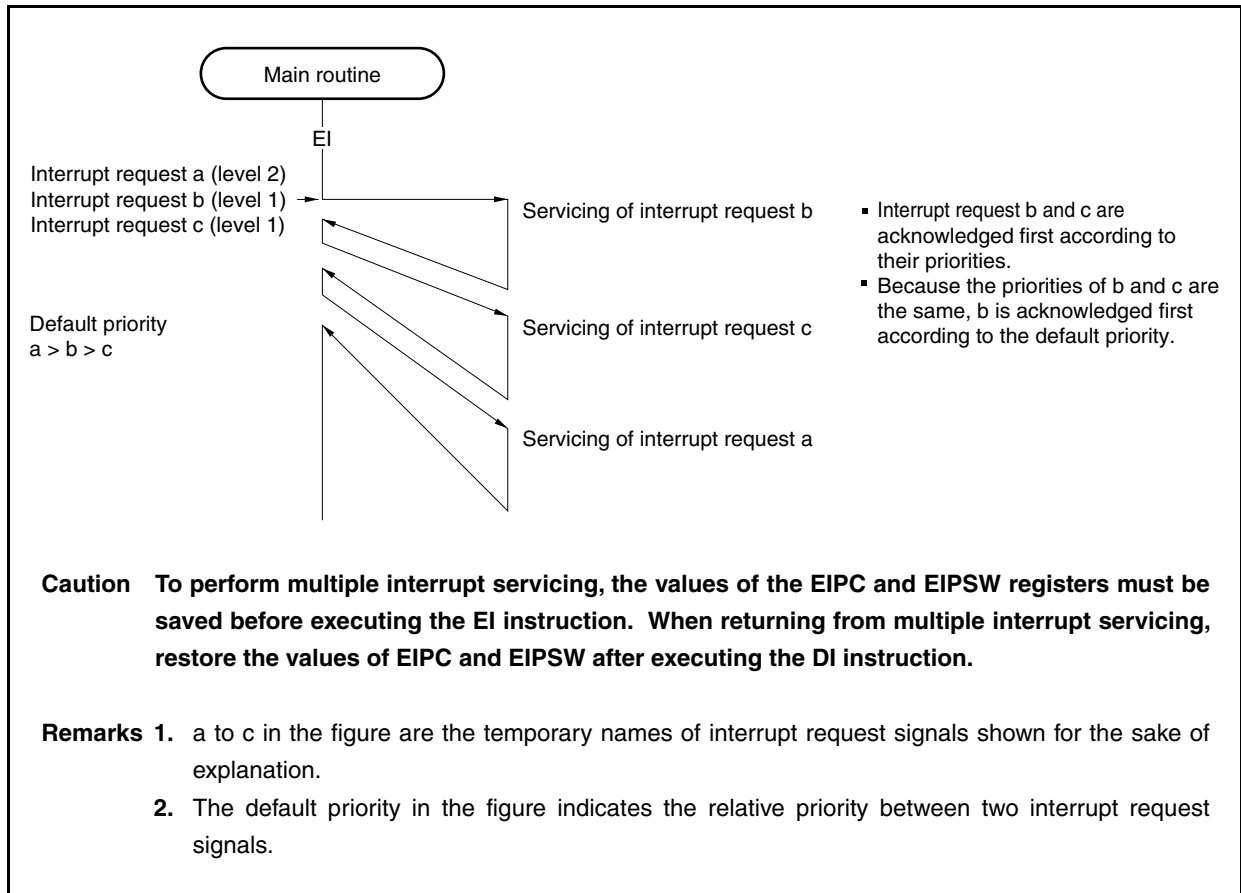 Main routine
EI
Interrupt request a (level 2)
Interrupt request b (level 1)
Interrupt request c (level 1)
Servicing of interrupt request b
▪ Interrupt request b and c are
acknowledged first according to
their priorities.
▪ Because the priorities of b and c are
the same, b is acknowledged first
according to the default priority.
Default priority
a > b > c
Servicing of interrupt request c
Servicing of interrupt request a
Caution To perform multiple interrupt servicing, the values of the EIPC and EIPSW registers must be
saved before executing the EI instruction. When returning from multiple interrupt servicing,
restore the values of EIPC and EIPSW after executing the DI instruction.
Remarks 1. a to c in the figure are the temporary names of interrupt request signals shown for the sake of
explanation.
2. The default priority in the figure indicates the relative priority between two interrupt request
signals.